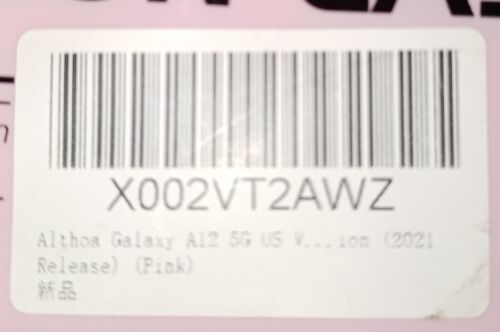 X002VT2AWZ
Althoa Galaxy A12 5G US V...ion (2021
Release) (Pink)
新品